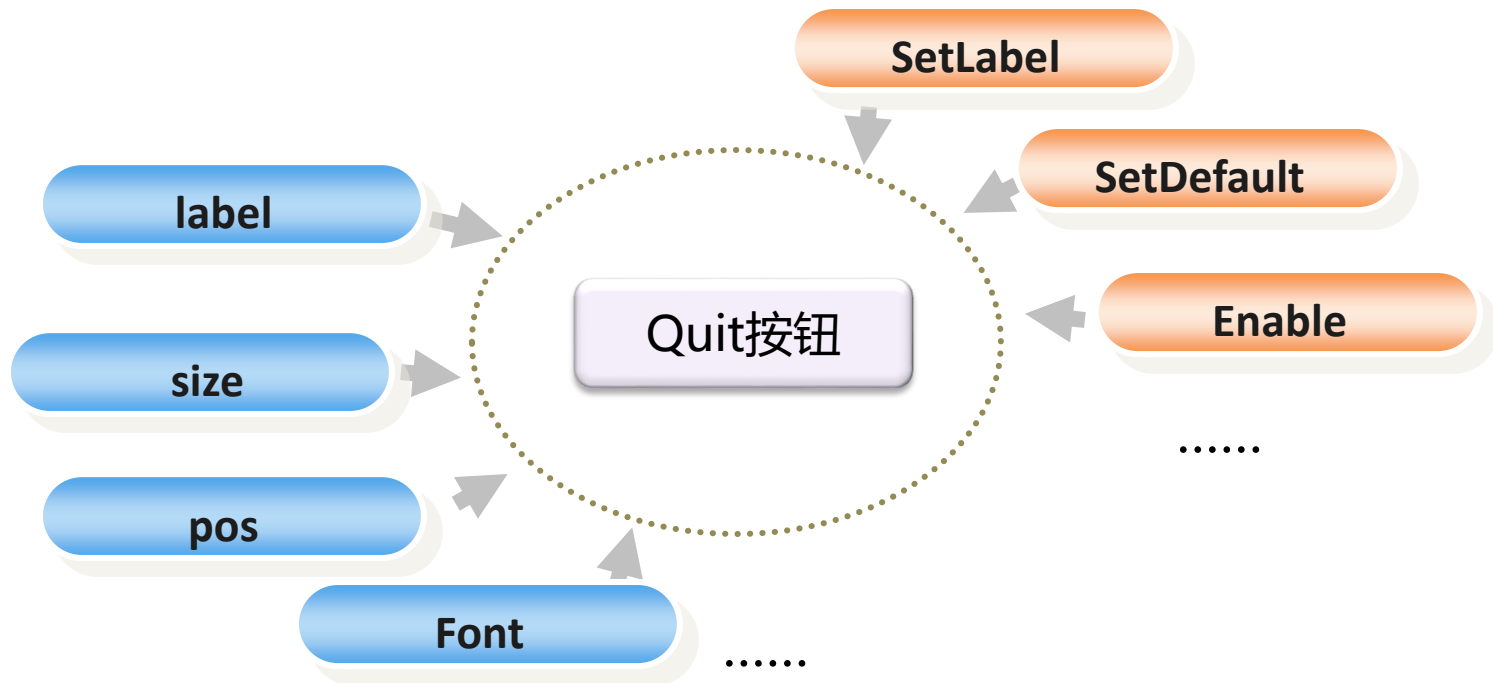 SetLabel
SetDefault
label
Enable
Quit按钮
size
......
pos
Font
......